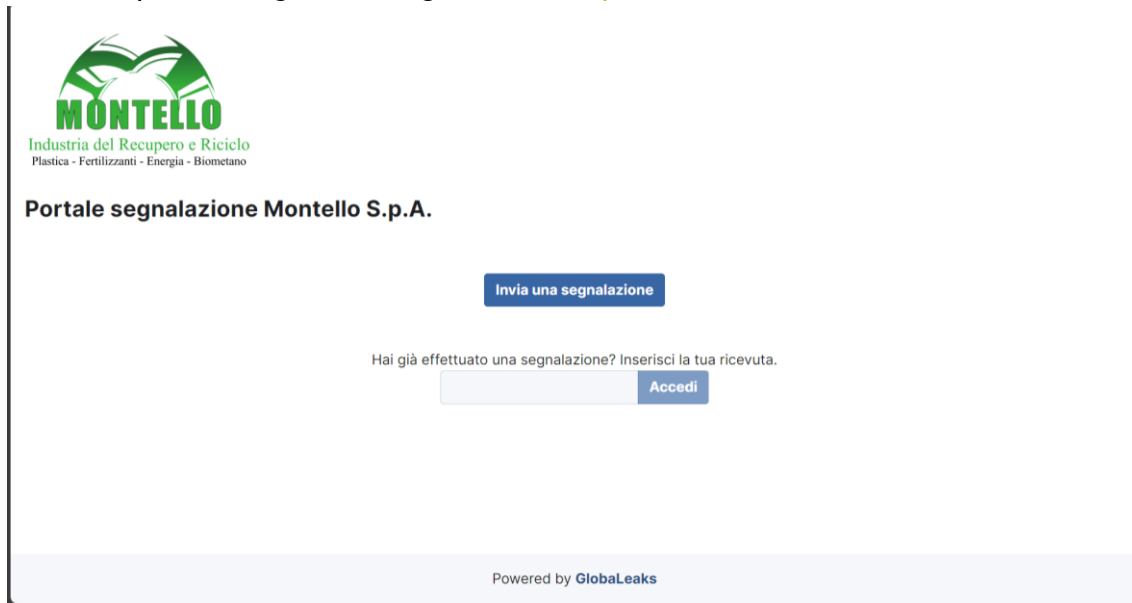 MONTELLO
Industria del Recupero e Riciclo
Plastica - Fertilizzanti - Energia - Biometano
Portale segnalazione Montello S.p.A.
Invia una segnalazione
Hai già effettuato una segnalazione? Inserisci la tua ricevuta.
Accedi
Powered by GlobaLeaks